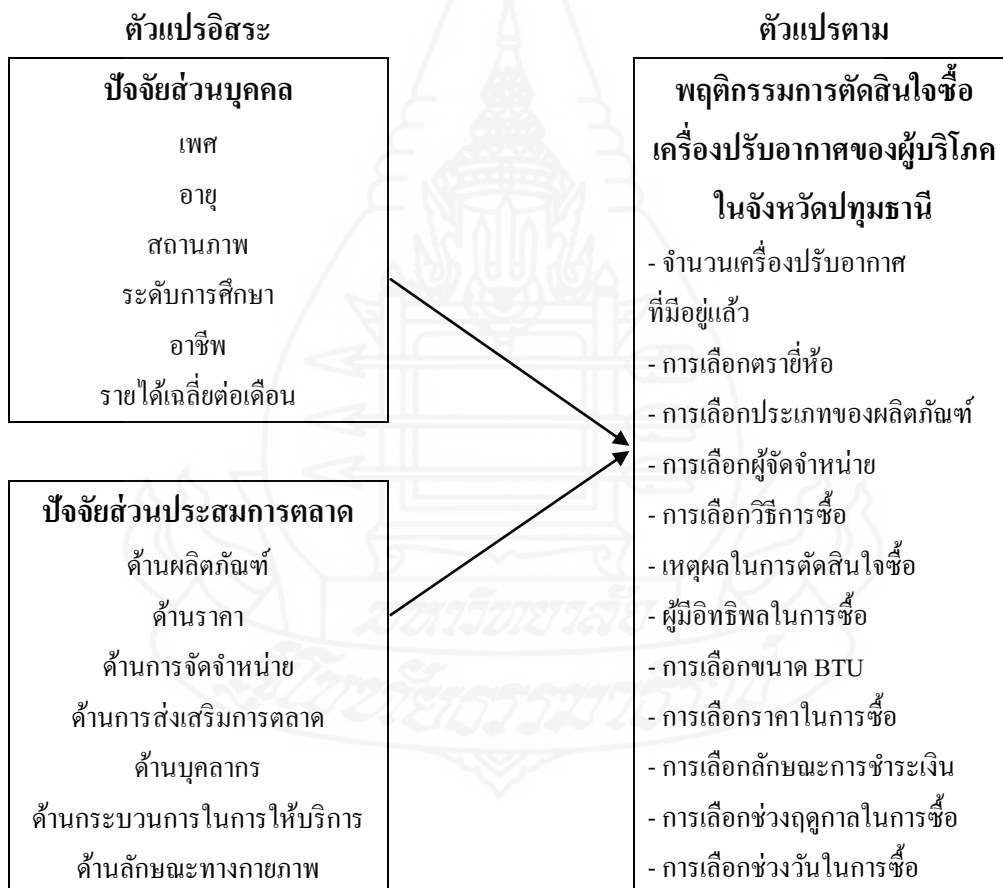 ตัวแปรอิสระ
ปัจจัยส่วนบุคคล
เพศ
อายุ
สถานภาพ
ระดับการศึกษา
อาชีพ
รายได้เฉลี่ยต่อเดือน
ปัจจัยส่วนประสมการตลาด
ด้านผลิตภัณฑ์
ด้านราคา
ด้านการจัดจำหน่าย
ด้านการส่งเสริมการตลาด
ด้านบุคลากร
ด้านกระบวนการในการให้บริการ
ด้านลักษณะทางกายภาพ
ตัวแปรตาม
พฤติกรรมการตัดสินใจซื้อ
เครื่องปรับอากาศของผู้บริโภค
ในจังหวัดปทุมธานี
- จำนวนเครื่องปรับอากาศ
ที่มีอยู่แล้ว
- การเลือกตรายี่ห้อ
- การเลือกประเภทของผลิตภัณฑ์
- การเลือกผู้จัดจำหน่าย
- การเลือกวิธีการซื้อ
- เหตุผลในการตัดสินใจซื้อ
- ผู้มีอิทธิพลในการซื้อ
- การเลือกขนาด BTU
- การเลือกราคาในการซื้อ
- การเลือกลักษณะการชำระเงิน
- การเลือกช่วงฤดูกาลในการซื้อ
- การเลือกช่วงวันในการซื้อ
มหาวิทยาลัย
สุโขทัยธรรมาธิราช